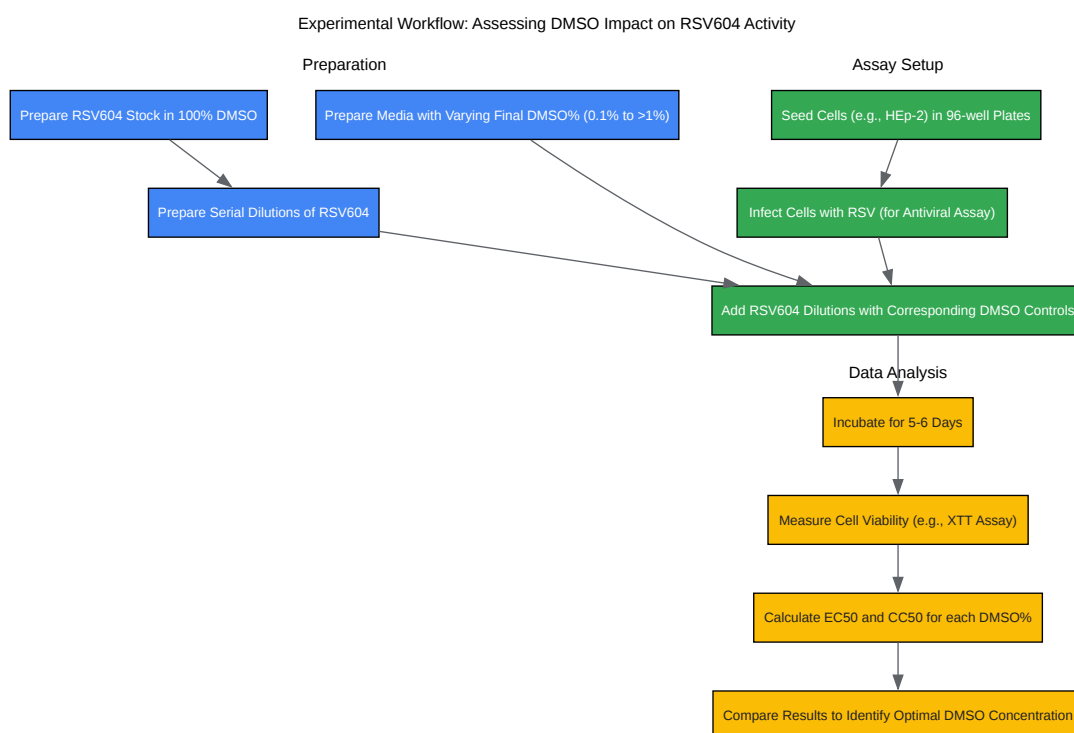 Experimental Workflow: Assessing DMSO Impact on RSV604 Activity
Preparation
Assay Setup
Prepare RSV604 Stock in 100% DMSO
Prepare Media with Varying Final DMSO% (0.1% to >1%)
Seed Cells (e.g., HEp-2) in 96-well Plates
Prepare Serial Dilutions of RSV604
Infect Cells with RSV (for Antiviral Assay)
Add RSV604 Dilutions with Corresponding DMSO Controls
Data Analysis
Incubate for 5-6 Days
Measure Cell Viability (e.g., XTT Assay)
Calculate EC50 and CC50 for each DMSO%
Compare Results to Identify Optimal DMSO Concentration